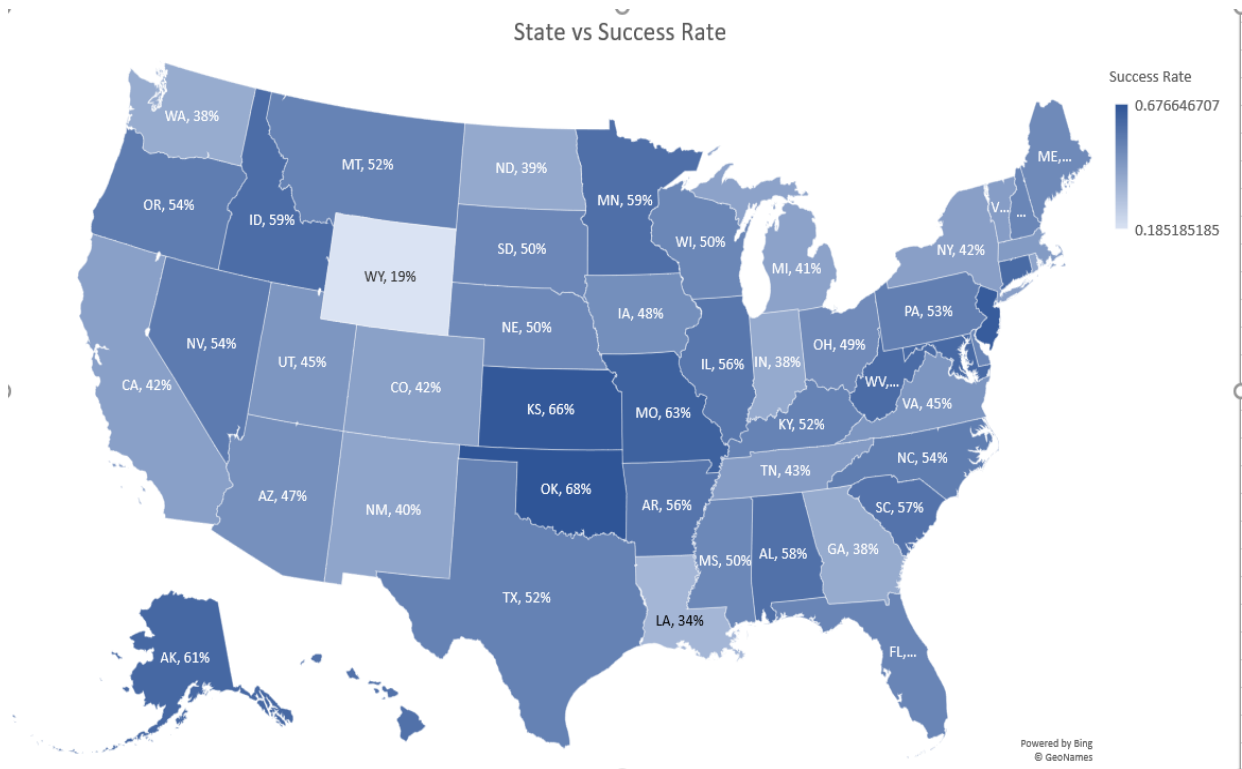 State vs Success Rate
Success Rate
0.676646707
0.185185185
WA, 38%
MT, 52%
ND, 39%
ME,...
OR, 54%
ID, 59%
MN, 59%
V...
...
SD, 50%
WI, 50%
NY, 42%
WY, 19%
MI, 41%
IA, 48%
PA, 53%
NE, 50%
NV, 54%
UT, 45%
OH, 49%
IL, 56%
IN, 38%
CA, 42%
CO, 42%
WV,...
KS, 66%
MO, 63%
VA, 45%
KY, 52%
NC, 54%
TN, 43%
AZ, 47%
OK, 68%
NM, 40%
AR, 56%
SC, 57%
MS, 50%
AL, 58%
GA, 38%
TX, 52%
LA, 34%
FL,...
AK, 61%
Powered by Bing
© GeoNames